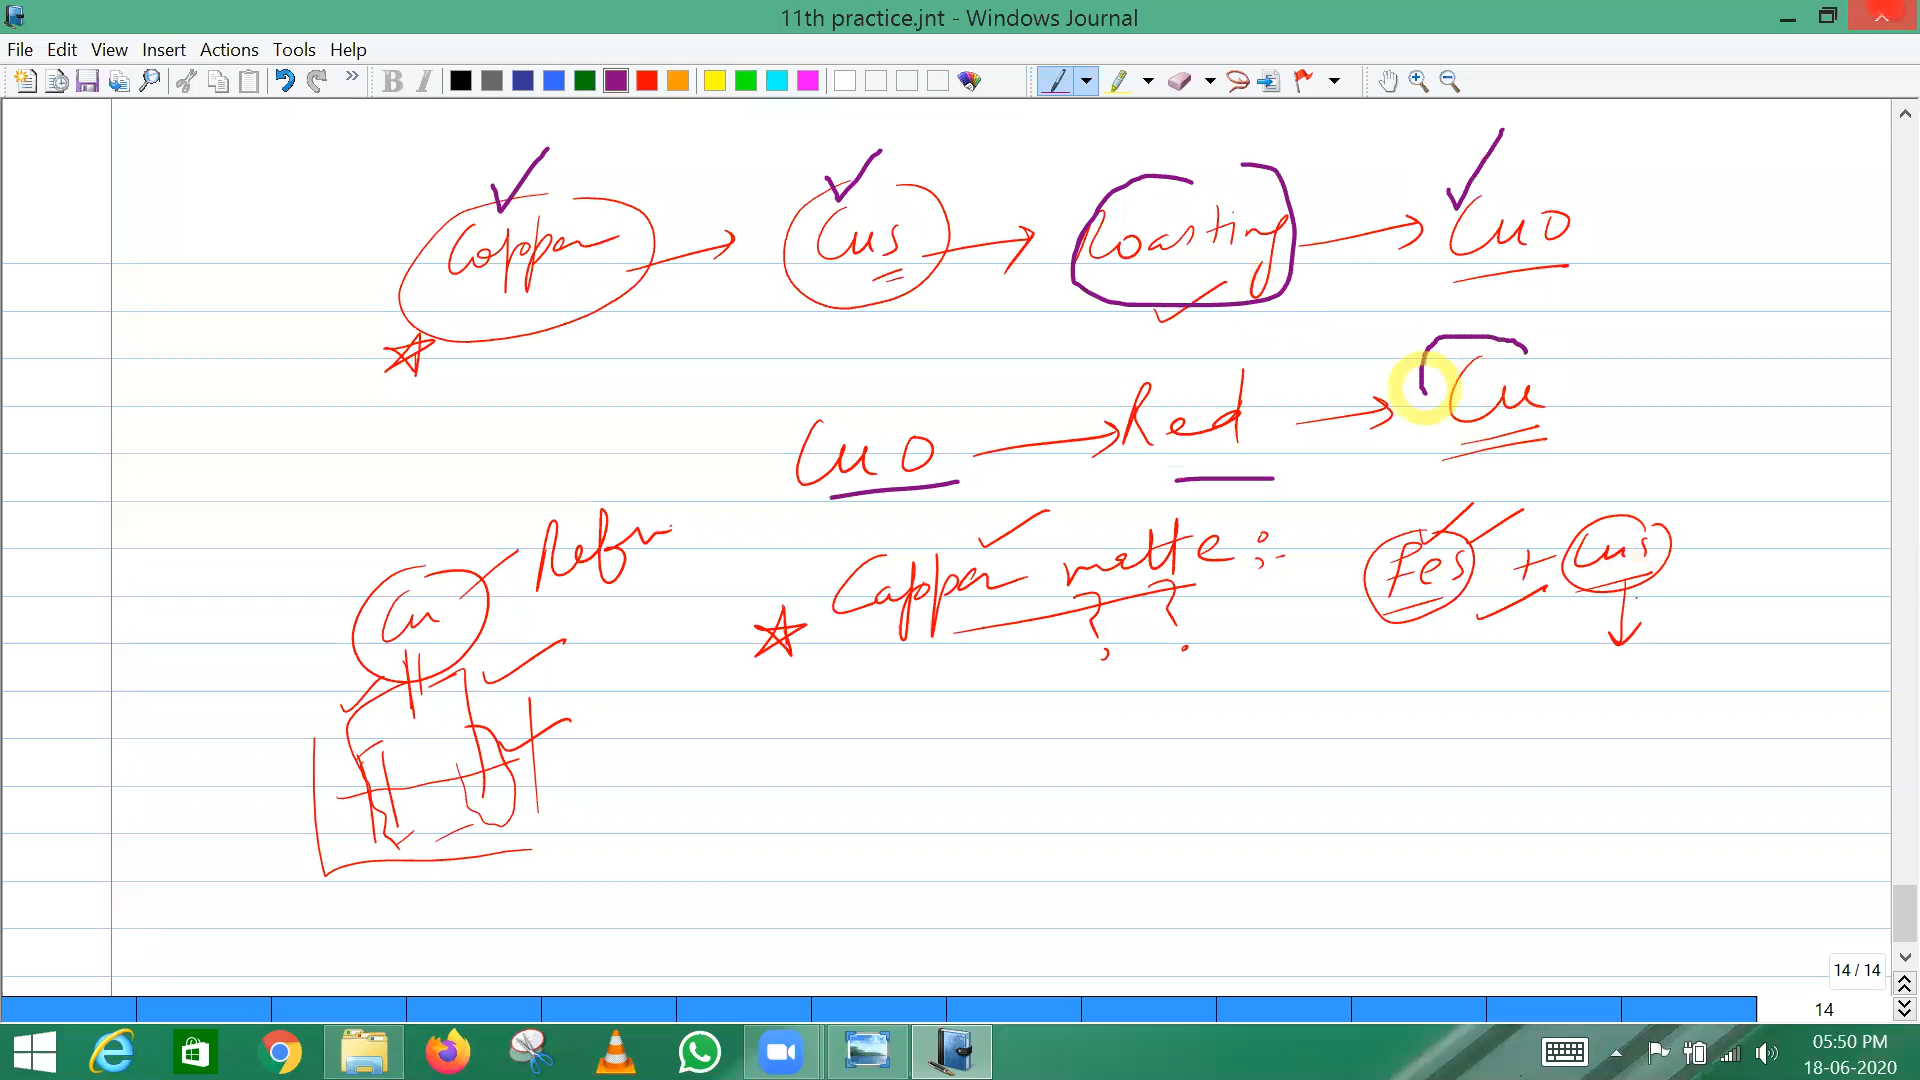 11th practice.jnt - Windows Journal
File Edit View Insert Actions Tools Help
Copper → CuS → Roasting → CuO
CuO → Red → Cu
Refin
Cu
Copper matte :- FeS + CuS
? ?
14 / 14
14
05:50 PM
18-06-2020